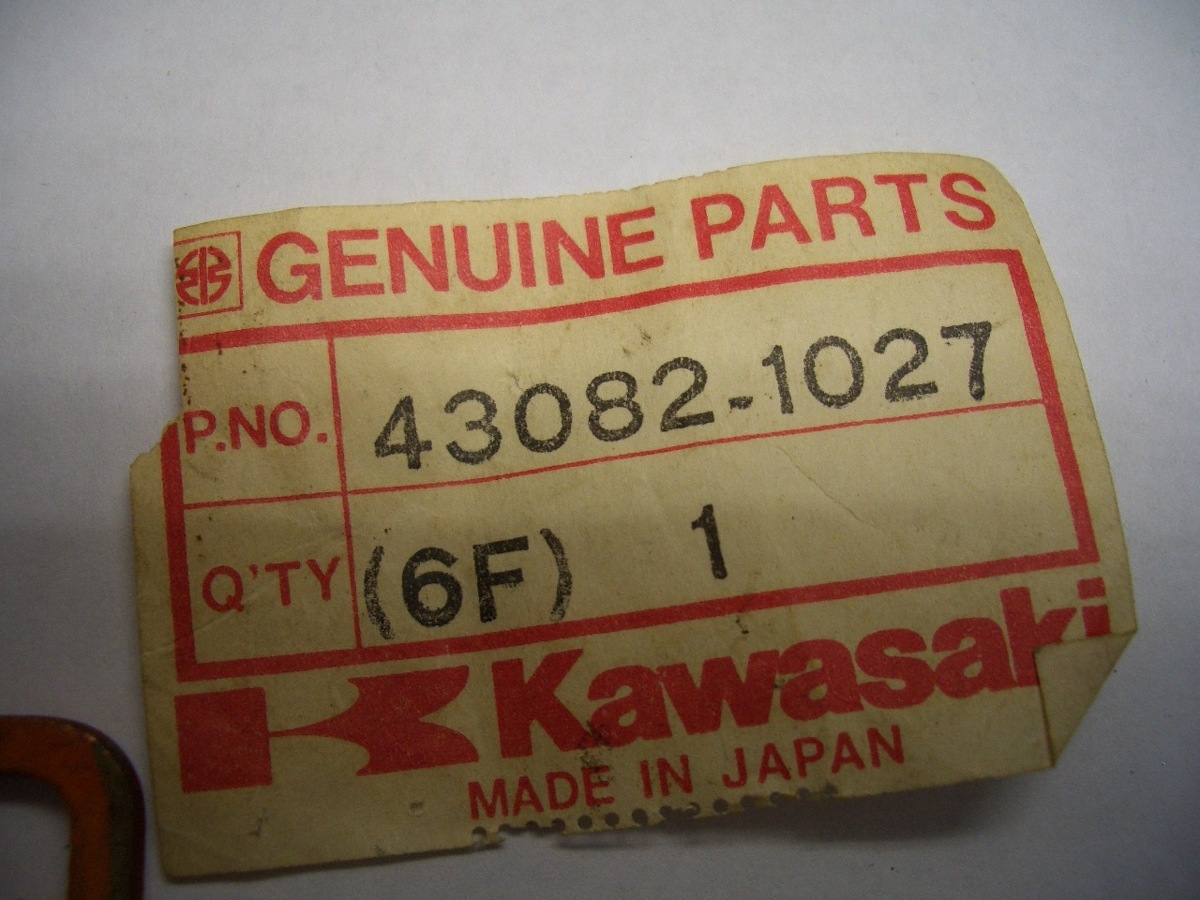 GENUINE PARTS
P.NO. 43082-1027
Q'TY (6F) 1
Kawasaki
MADE IN JAPAN